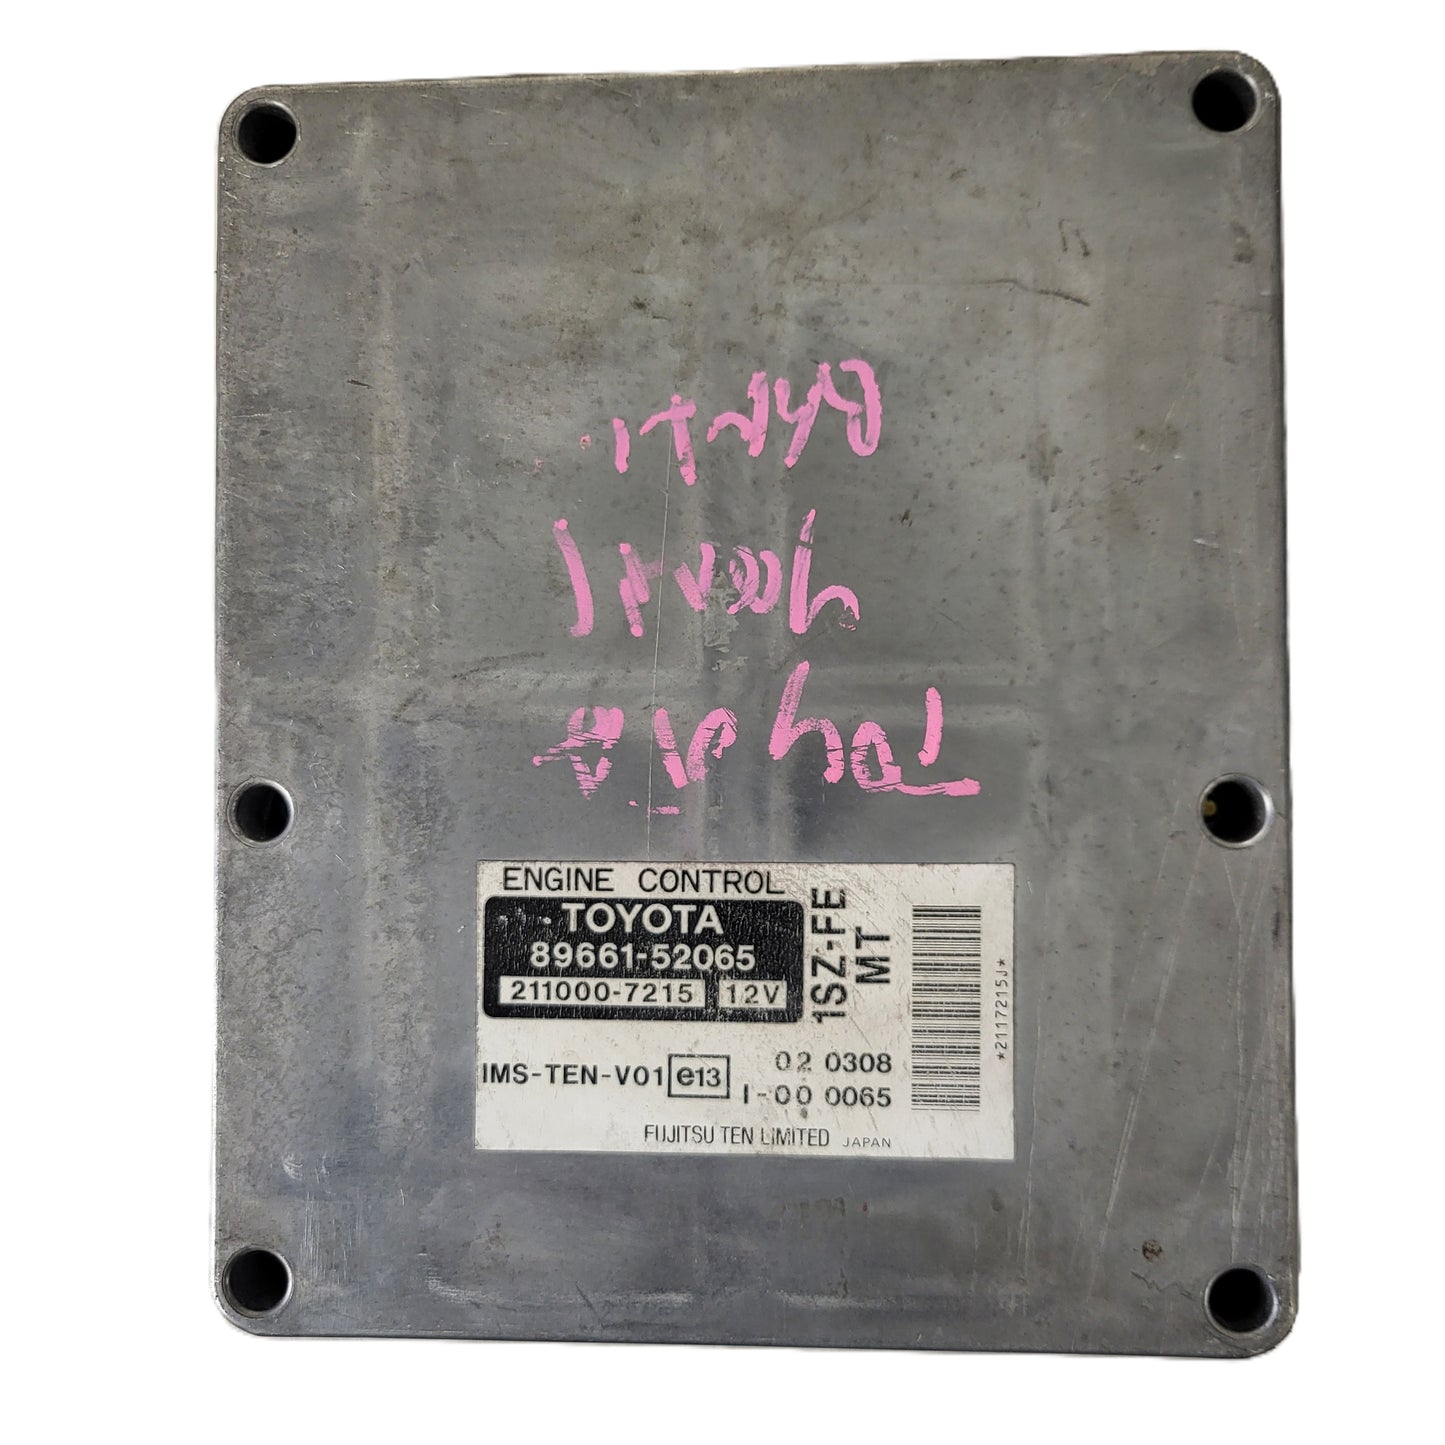 ENGINE CONTROL
TOYOTA
89661-52065
211000-7215 12V
1SZ-FE
MT
IMS-TEN-V01 e13
02 0308
I-00 0065
FUJITSU TEN LIMITED JAPAN
*2117215J*
Toyota